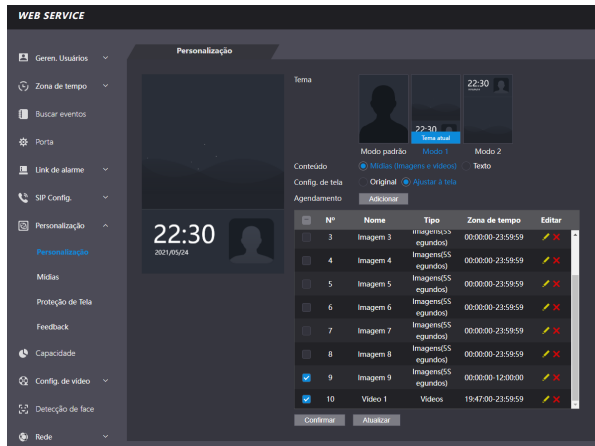 WEB SERVICE
Geren. Usuários
Zona de tempo
Buscar eventos
Porta
Link de alarme
SIP Config.
Personalização
Personalização
Mídias
Proteção de Tela
Feedback
Capacidade
Config. de vídeo
Detecção de face
Rede
Personalização
22:30
2021/05/24
Tema
22:30
Tema atual
22:30
Modo padrão Modo 1 Modo 2
Conteúdo Mídias (Imagens e vídeos) Texto
Config. de tela Original Ajustar à tela
Agendamento Adicionar
Nº Nome Tipo Zona de tempo Editar
3 Imagem 3 Imagens(5S egundos) 00:00:00-23:59:59
4 Imagem 4 Imagens(5S egundos) 00:00:00-23:59:59
5 Imagem 5 Imagens(5S egundos) 00:00:00-23:59:59
6 Imagem 6 Imagens(5S egundos) 00:00:00-23:59:59
7 Imagem 7 Imagens(5S egundos) 00:00:00-23:59:59
8 Imagem 8 Imagens(5S egundos) 00:00:00-23:59:59
9 Imagem 9 Imagens(5S egundos) 00:00:00-12:00:00
10 Vídeo 1 Vídeos 19:47:00-23:59:59
Confirmar Atualizar